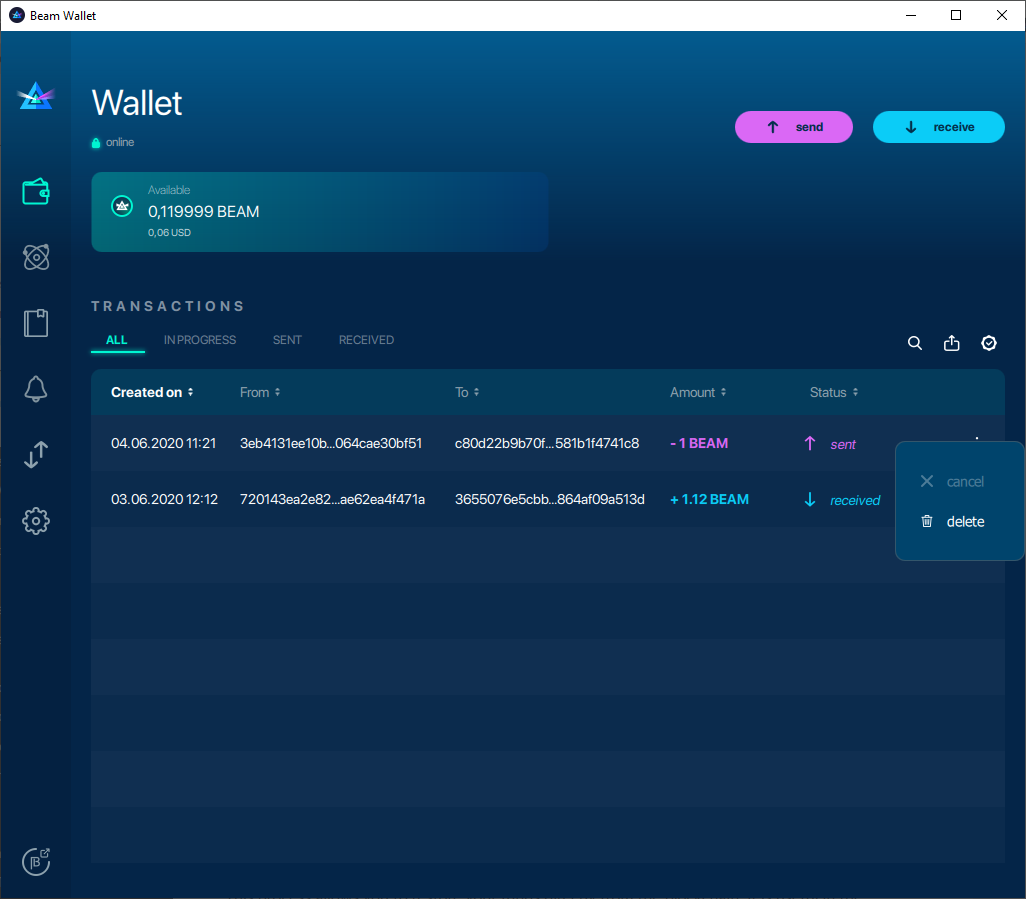 Beam Wallet
Wallet
online
send
receive
Available
0,119999 BEAM
0,06 USD
TRANSACTIONS
ALL IN PROGRESS SENT RECEIVED
Created on From To Amount Status
04.06.2020 11:21 3eb4131ee10b...064cae30bf51 c80d22b9b70f...581b1f4741c8 - 1 BEAM sent
03.06.2020 12:12 720143ea2e82...ae62ea4f471a 3655076e5cbb...864af09a513d + 1.12 BEAM received
cancel
delete